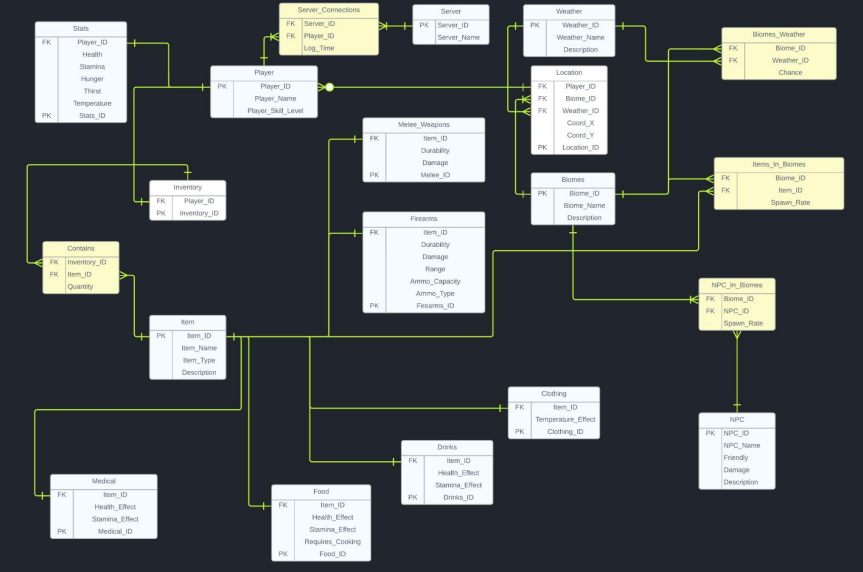 Server_Connections
FK Server_ID
FK Player_ID
Log_Time
Server
PK Server_ID
Server_Name
Weather
PK Weather_ID
Weather_Name
Description
Biomes_Weather
FK Biome_ID
FK Weather_ID
Chance
Stats
FK Player_ID
Health
Stamina
Hunger
Thirst
Temperature
PK Stats_ID
Player
PK Player_ID
Player_Name
Player_Skill_Level
Location
FK Player_ID
FK Biome_ID
FK Weather_ID
Coord_X
Coord_Y
PK Location_ID
Melee_Weapons
FK Item_ID
Durability
Damage
PK Melee_ID
Items_In_Biomes
FK Biome_ID
FK Item_ID
Spawn_Rate
Inventory
FK Player_ID
PK Inventory_ID
Biomes
PK Biome_ID
Biome_Name
Description
Firearms
FK Item_ID
Durability
Damage
Range
Ammo_Capacity
Ammo_Type
PK Firearms_ID
Contains
FK Inventory_ID
FK Item_ID
Quantity
NPC_In_Biomes
FK Biome_ID
FK NPC_ID
Spawn_Rate
Item
PK Item_ID
Item_Name
Item_Type
Description
Clothing
FK Item_ID
Temperature_Effect
PK Clothing_ID
NPC
PK NPC_ID
NPC_Name
Friendly
Damage
Description
Drinks
FK Item_ID
Health_Effect
Stamina_Effect
PK Drinks_ID
Medical
FK Item_ID
Health_Effect
Stamina_Effect
PK Medical_ID
Food
FK Item_ID
Health_Effect
Stamina_Effect
Requires_Cooking
PK Food_ID